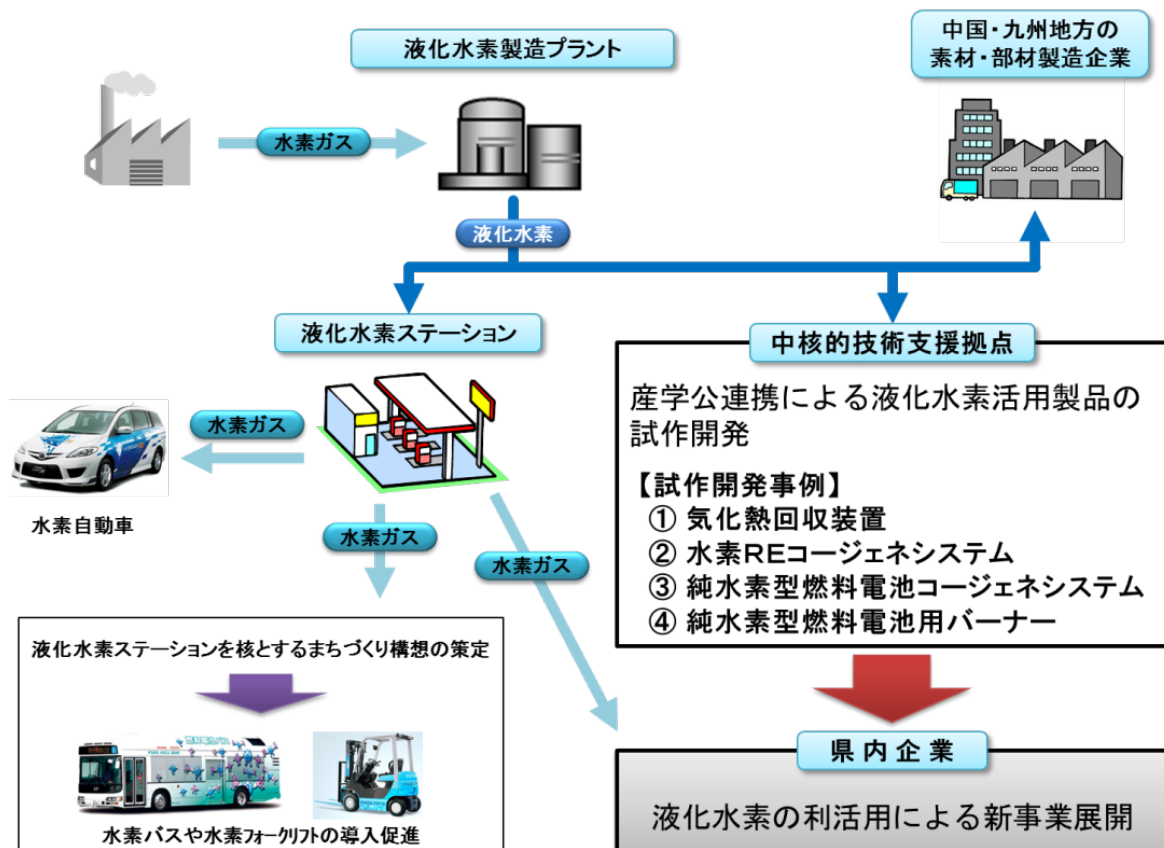 液化水素製造プラント
中国・九州地方の
素材・部材製造企業
水素ガス
液化水素
液化水素ステーション
中核的技術支援拠点
産学公連携による液化水素活用製品の
試作開発
【試作開発事例】
① 気化熱回収装置
② 水素REコージェネシステム
③ 純水素型燃料電池コージェネシステム
④ 純水素型燃料電池用バーナー
水素ガス
水素自動車
水素ガス
水素ガス
液化水素ステーションを核とするまちづくり構想の策定
水素バスや水素フォークリフトの導入促進
県内企業
液化水素の利活用による新事業展開